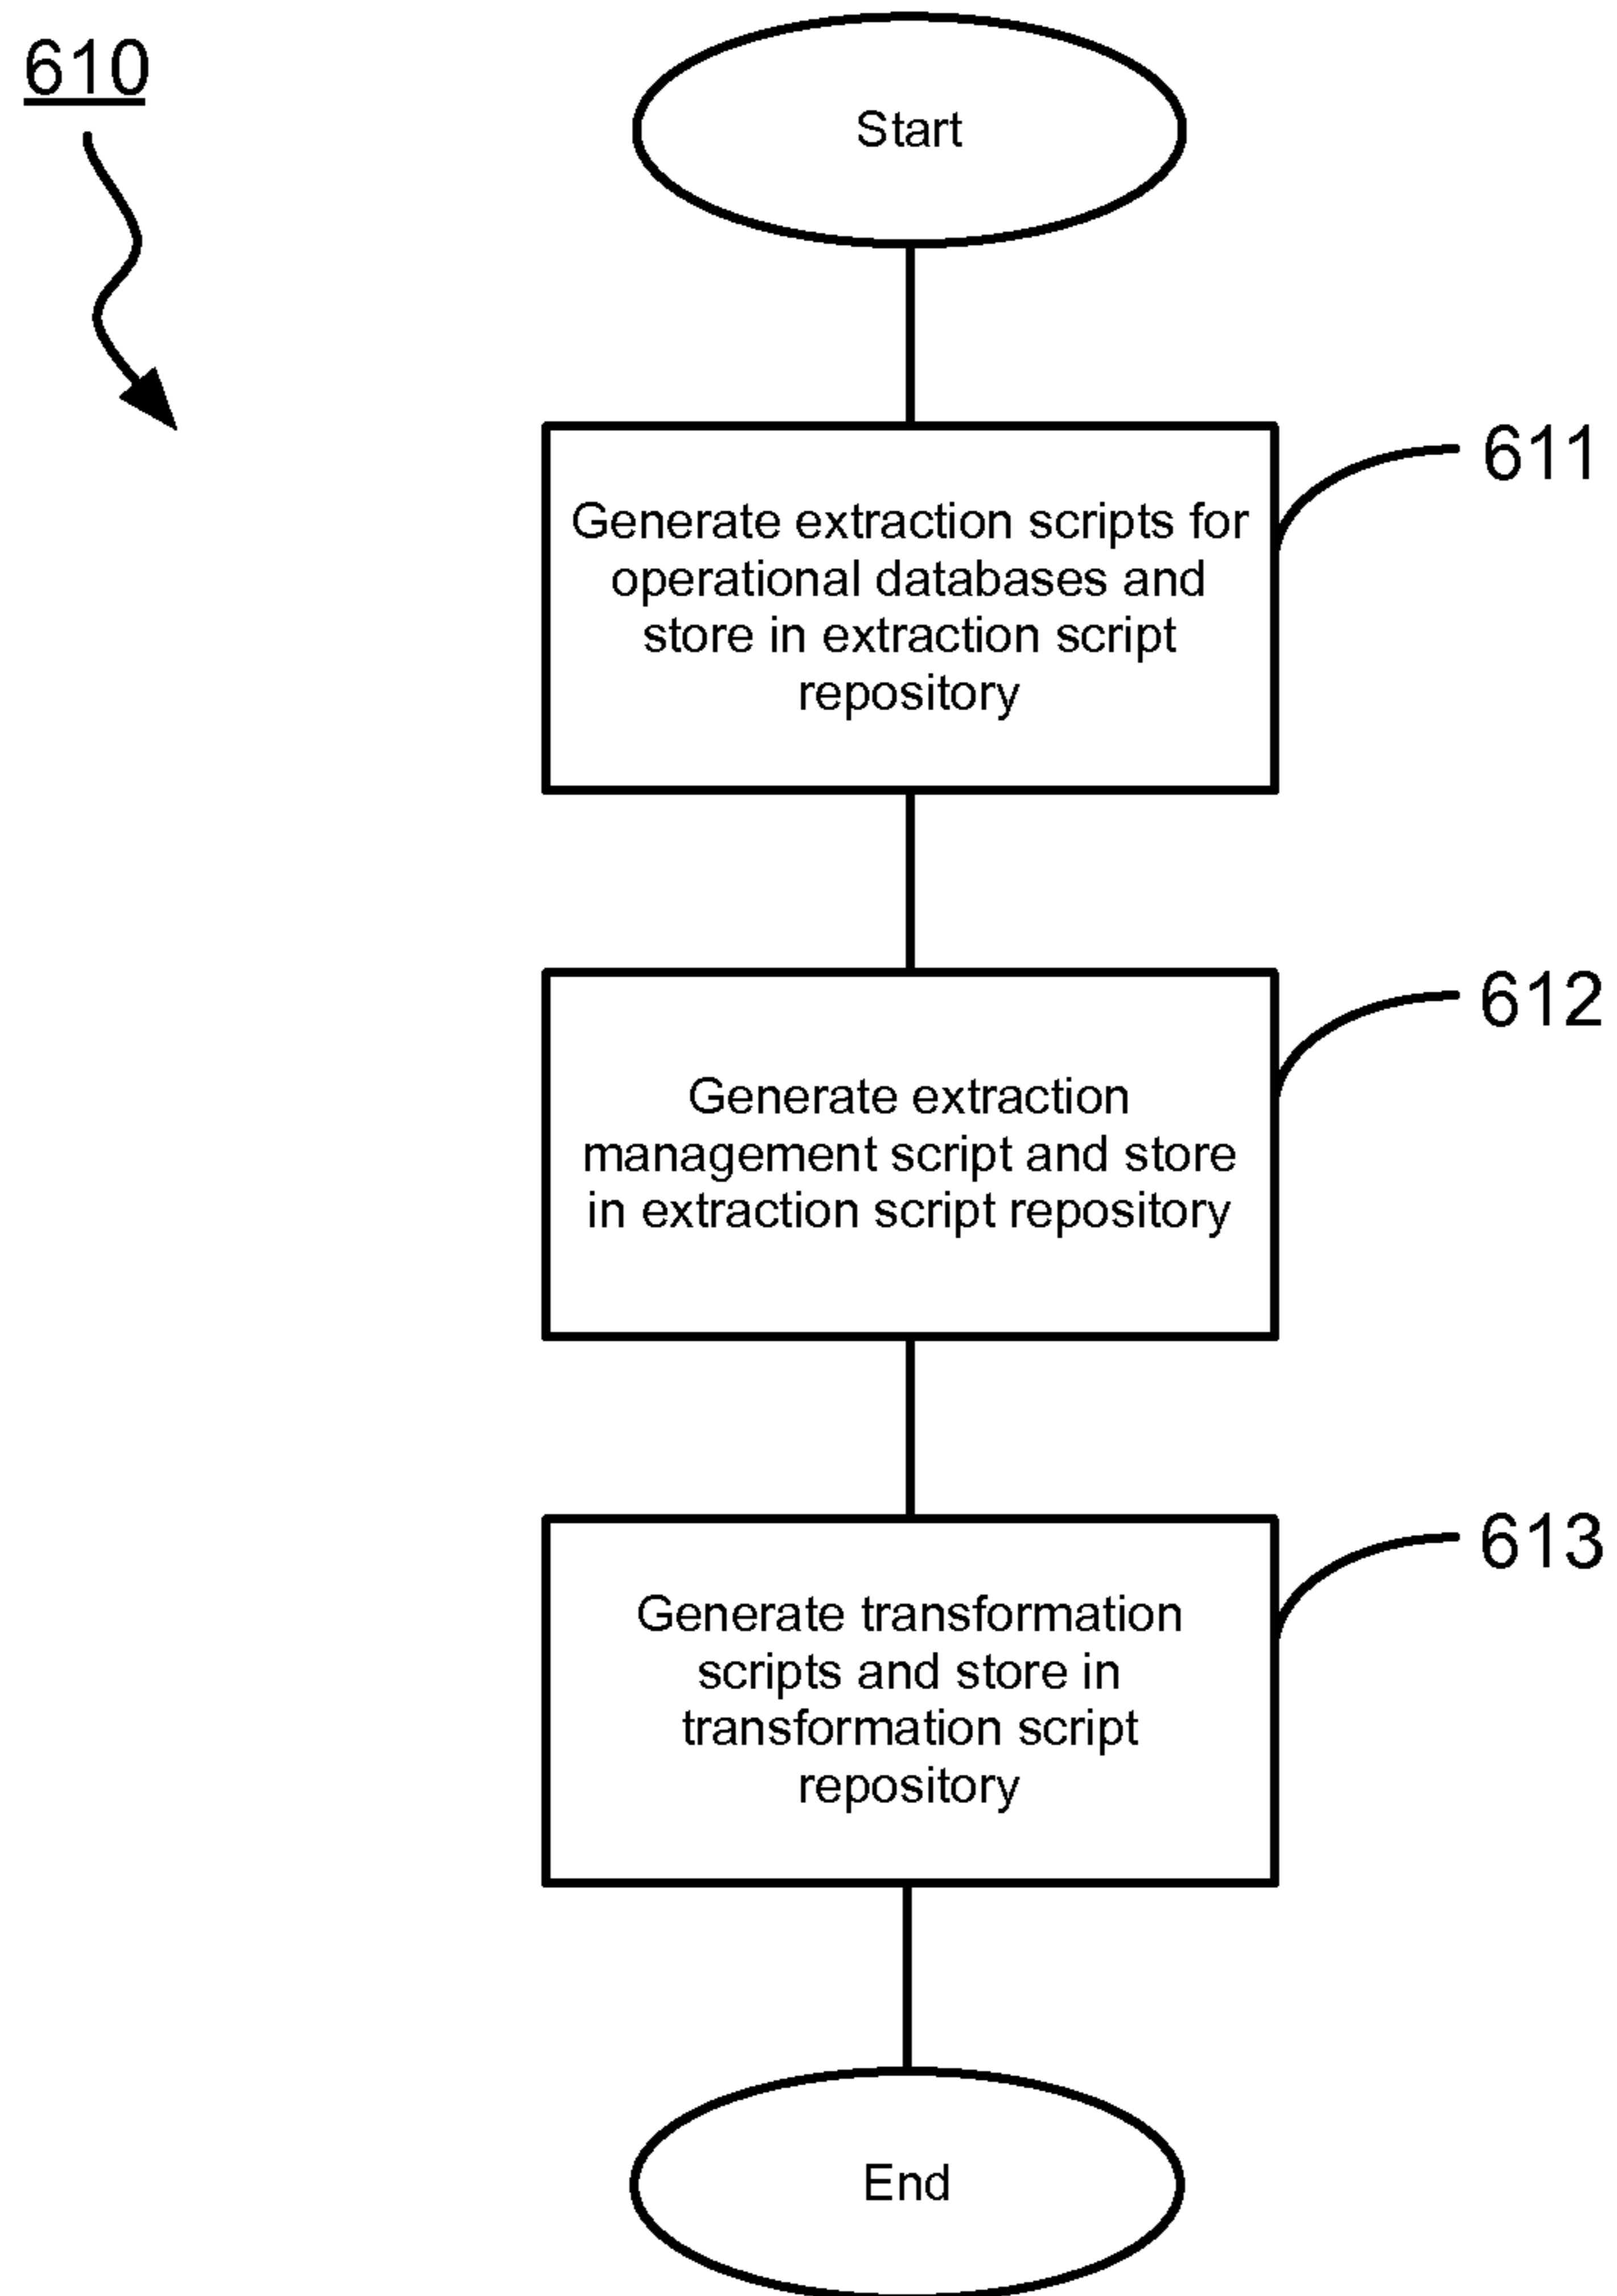 610
Start
Generate extraction scripts for
operational databases and
store in extraction script
repository
611
Generate extraction
management script and store
in extraction script repository
612
Generate transformation
scripts and store in
transformation script
repository
613
End